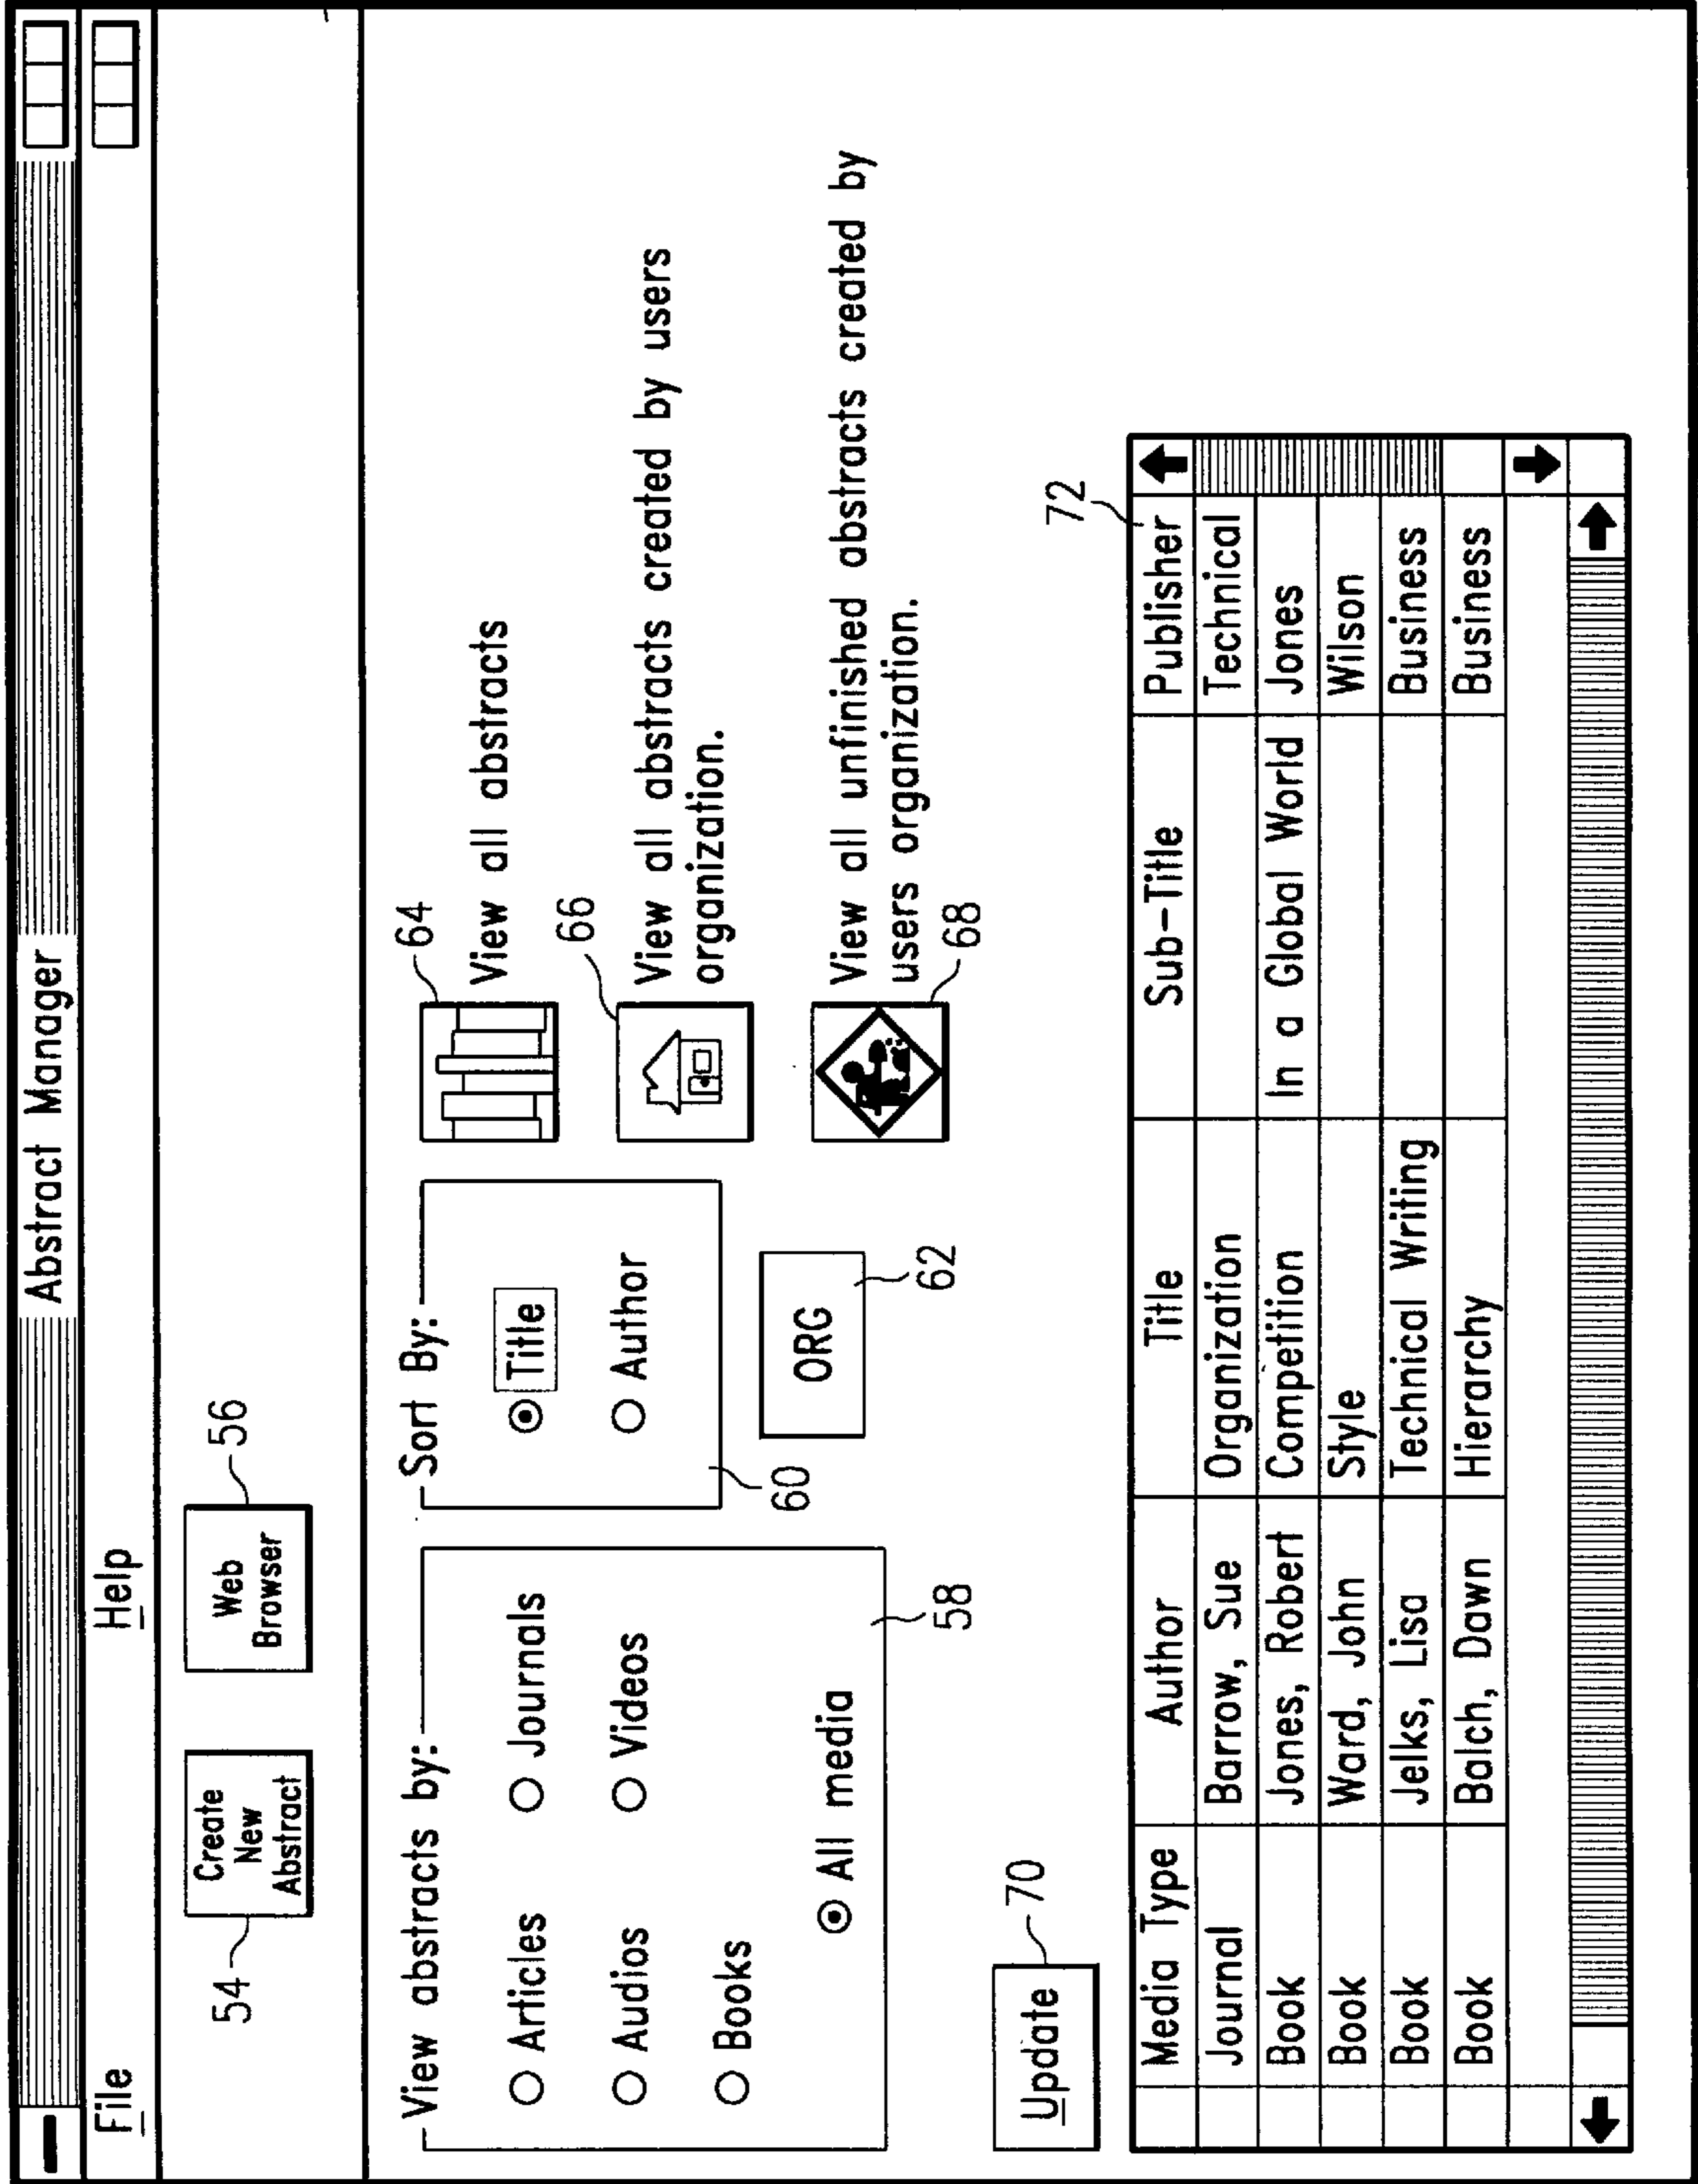 Abstract Manager
File Help
54 Create New Abstract
Web Browser 56
View abstracts by:
Articles Journals
Audios Videos
Books
All media
58
Sort By:
Title
Author
60
ORG
62
64
View all abstracts
66
View all abstracts created by users
organization.
View all unfinished abstracts created by
users organization.
68
Update 70
72
Media Type Author Title Sub-Title Publisher
Journal Barrow, Sue Organization Technical
Book Jones, Robert Competition In a Global World Jones
Book Ward, John Style Wilson
Book Jelks, Lisa Technical Writing Business
Book Balch, Dawn Hierarchy Business